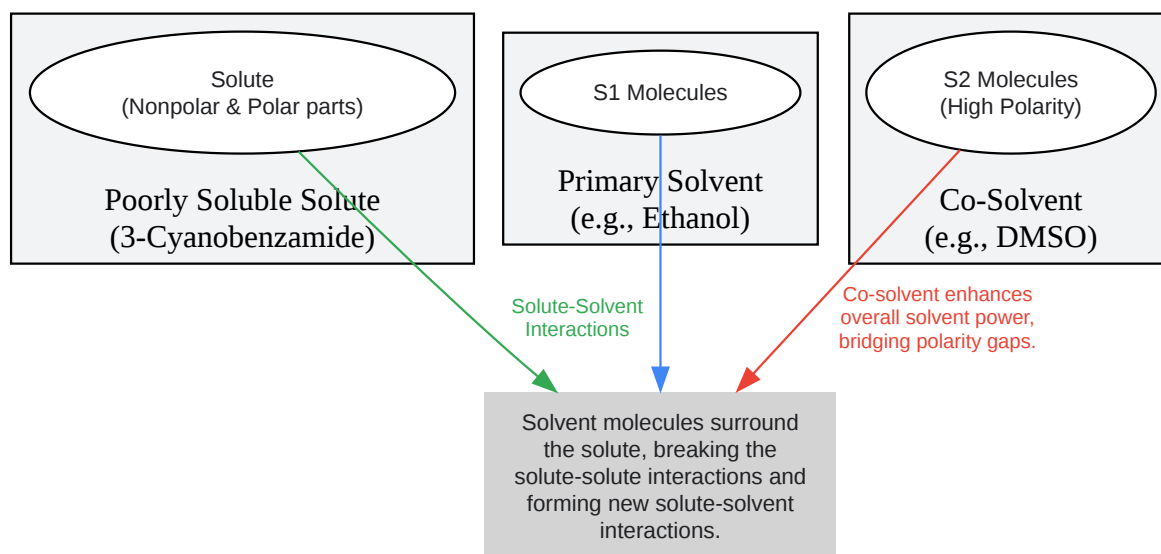 Solute
(Nonpolar & Polar parts)
Poorly Soluble Solute
(3-Cyanobenzamide)
S1 Molecules
Primary Solvent
(e.g., Ethanol)
S2 Molecules
(High Polarity)
Co-Solvent
(e.g., DMSO)
Solute-Solvent
Interactions
Co-solvent enhances
overall solvent power,
bridging polarity gaps.
Solvent molecules surround
the solute, breaking the
solute-solute interactions and
forming new solute-solvent
interactions.